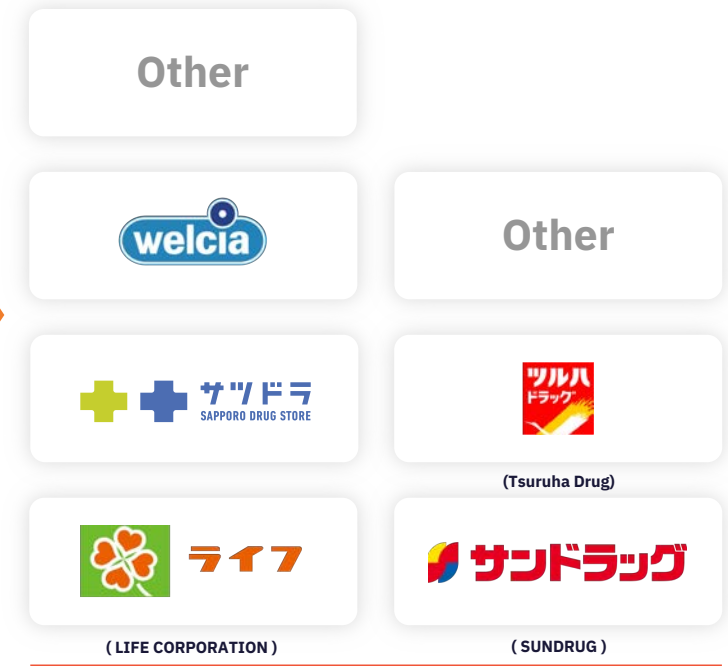 Other
welcia
Other
サツドラ
SAPPORO DRUG STORE
ツルハ
ドラッグ
(Tsuruha Drug)
ライフ
サンドラッグ
( LIFE CORPORATION )
( SUNDRUG )